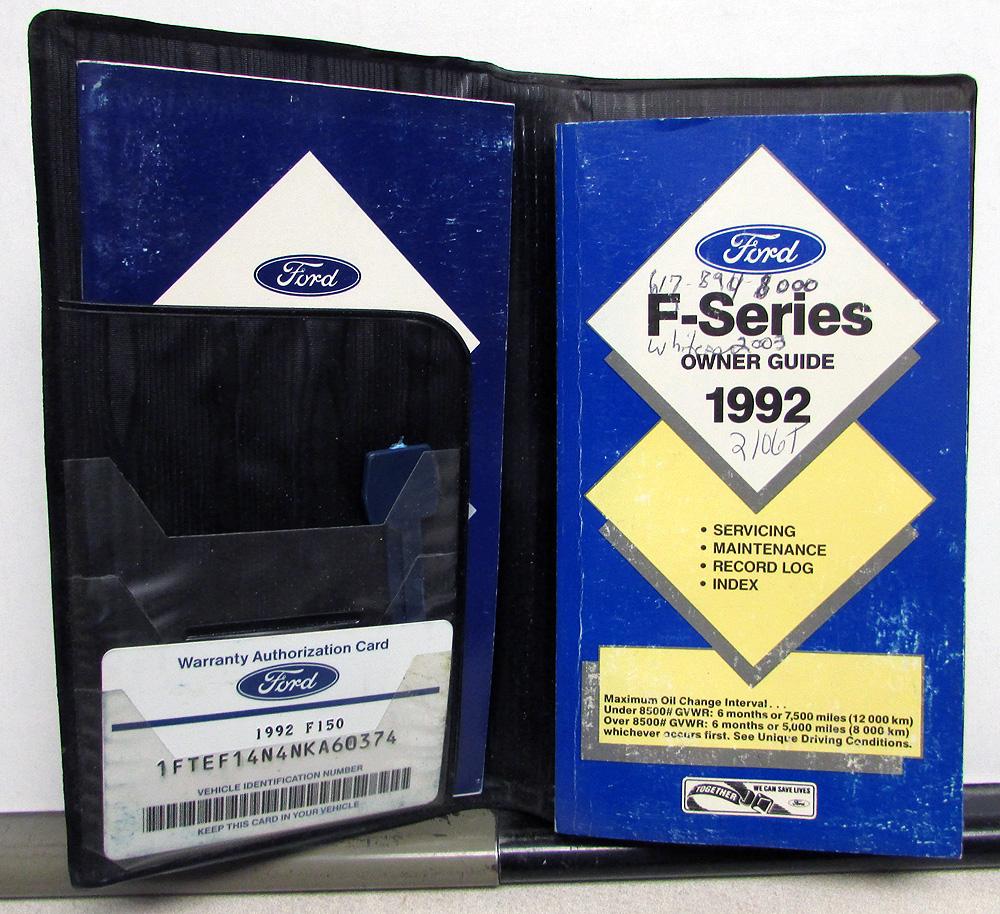 Ford
Warranty Authorization Card
Ford
1992 F150
1FTEF14N4NKA60374
VEHICLE IDENTIFICATION NUMBER
KEEP THIS CARD IN YOUR VEHICLE
Ford
617-894-8000
F-Series
2003
OWNER GUIDE
1992
2106T
• SERVICING
• MAINTENANCE
• RECORD LOG
• INDEX
Maximum Oil Change Interval . . .
Under 8500# GVWR: 6 months or 7,500 miles (12 000 km)
Over 8500# GVWR: 6 months or 5,000 miles (8 000 km)
whichever occurs first. See Unique Driving Conditions.
TOGETHER
WE CAN SAVE LIVES
Ford